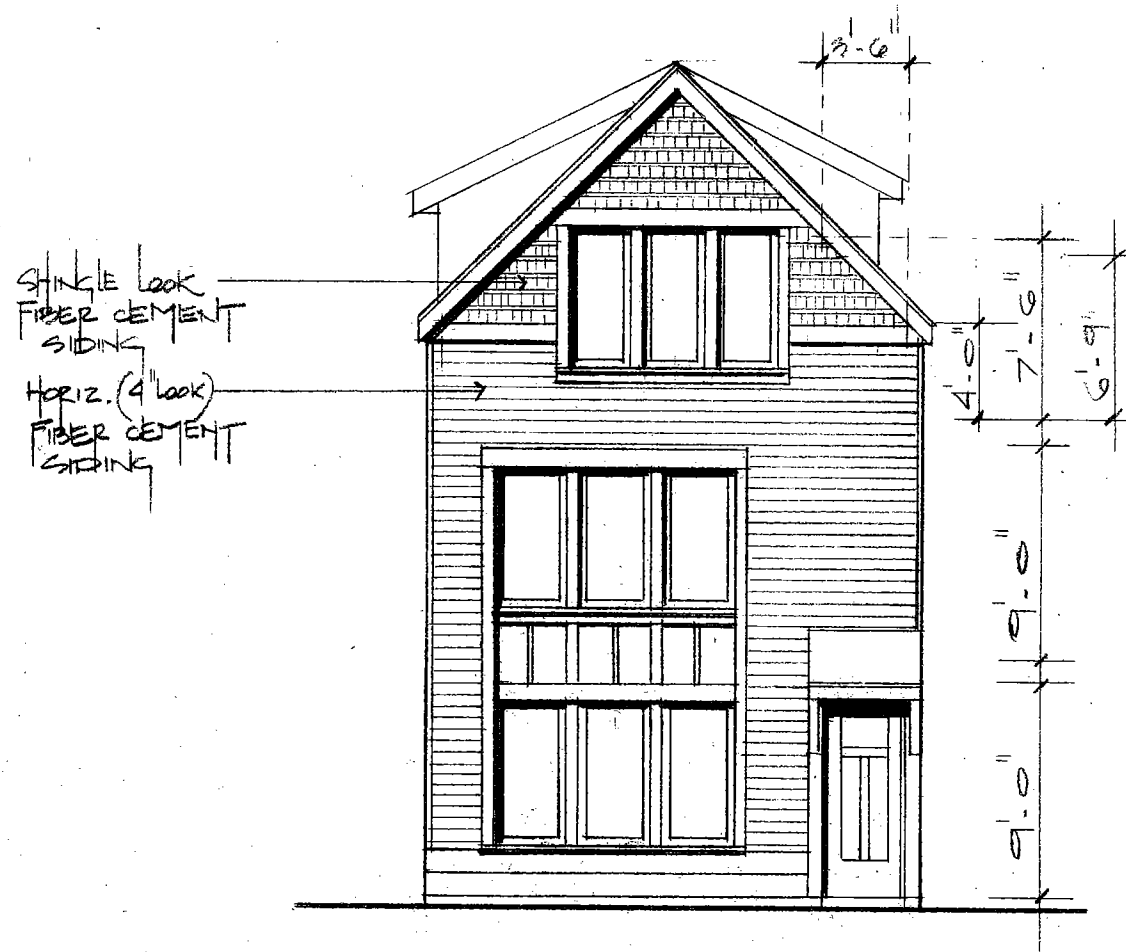 3'-6"
SHINGLE LOOK
FIBER CEMENT
SIDING
HORIZ. (4" LOOK)
FIBER CEMENT
SIDING
4'-0"
7'-6"
6'-9"
9'-0"
9'-0"